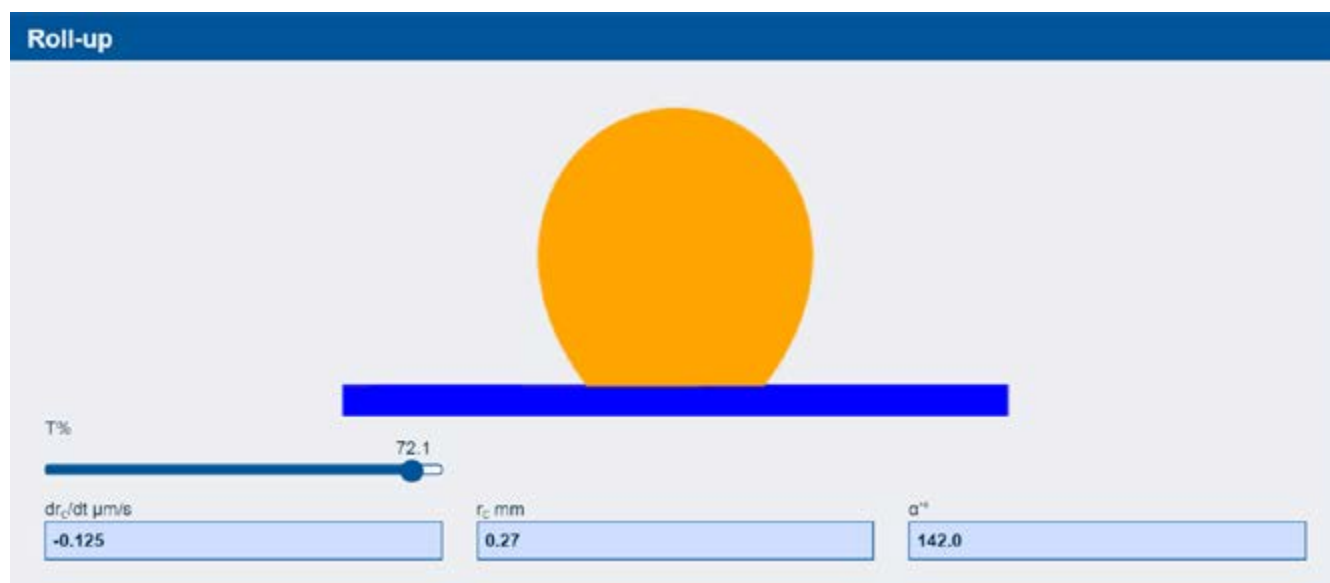 Roll-up
T%
72.1
drc/dt μm/s rc mm α'°
-0.125 0.27 142.0